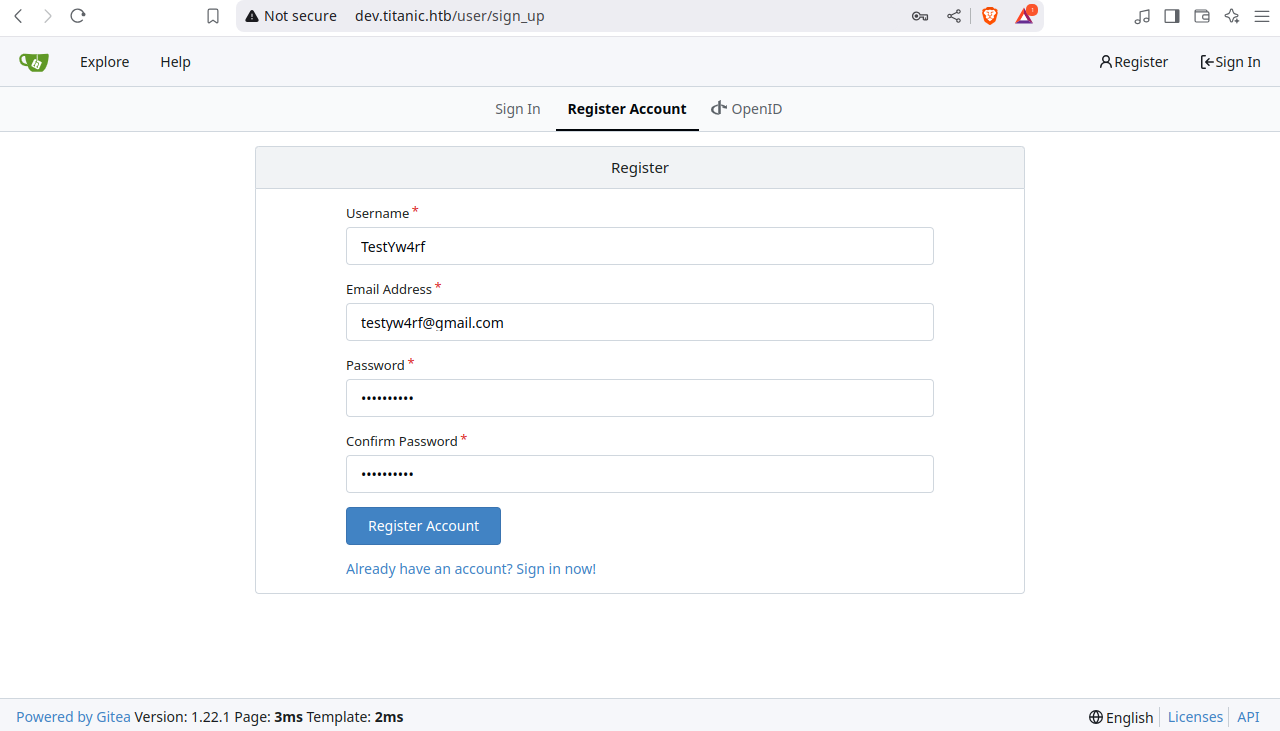 Not secure dev.titanic.htb/user/sign_up
Explore Help Register Sign In
Sign In Register Account OpenID
Register
Username *
TestYw4rf
Email Address *
testyw4rf@gmail.com
Password *
••••••••••
Confirm Password *
••••••••••
Register Account
Already have an account? Sign in now!
Powered by Gitea Version: 1.22.1 Page: 3ms Template: 2ms English Licenses API